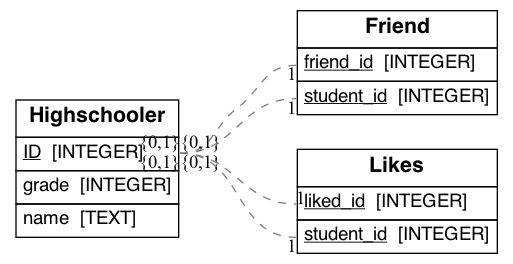 Highschooler
ID [INTEGER]
grade [INTEGER]
name [TEXT]
{0,1} {0,1}
{0,1} {0,1}
Friend
friend_id [INTEGER]
student_id [INTEGER]
1
1
Likes
liked_id [INTEGER]
student_id [INTEGER]
1
1